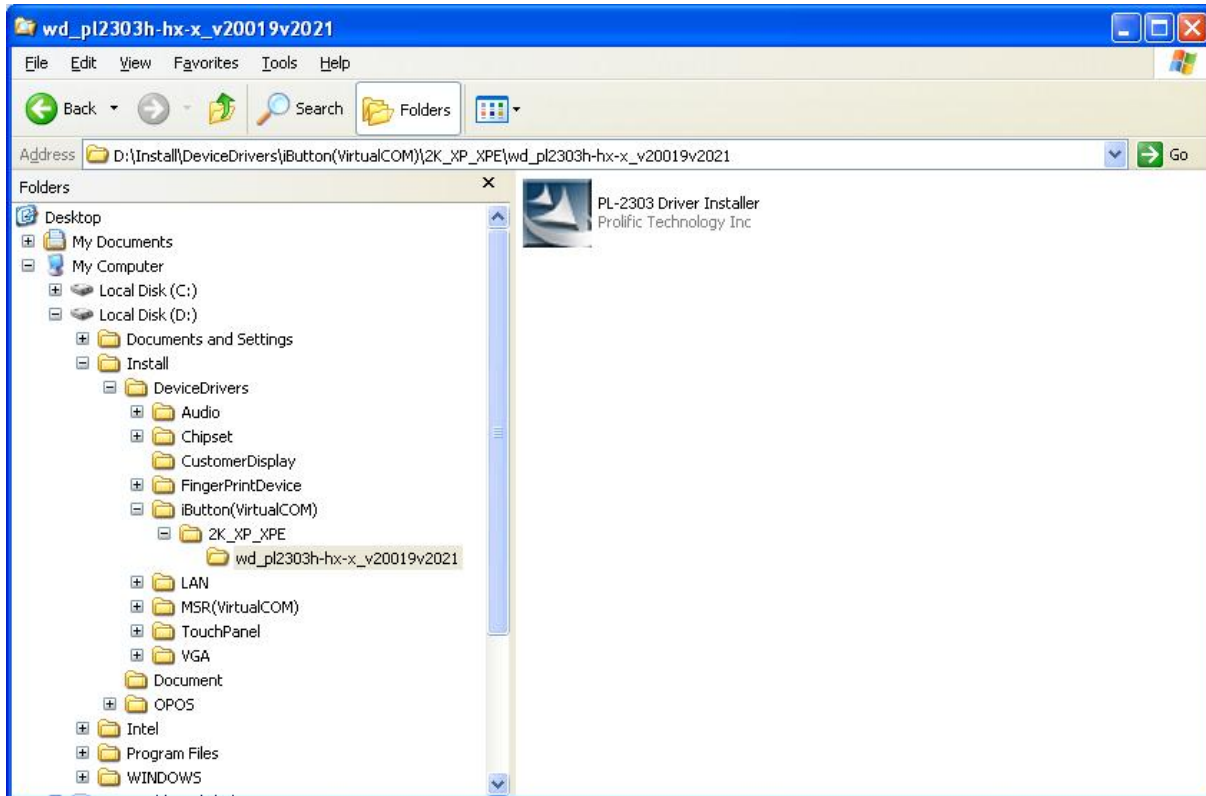 wd_pl2303h-hx-x_v20019v2021
File Edit View Favorites Tools Help
Back Search Folders
Address D:\Install\DeviceDrivers\iButton(VirtualCOM)\2K_XP_XPE\wd_pl2303h-hx-x_v20019v2021 Go
Folders
Desktop
My Documents
My Computer
Local Disk (C:)
Local Disk (D:)
Documents and Settings
Install
DeviceDrivers
Audio
Chipset
CustomerDisplay
FingerPrintDevice
iButton(VirtualCOM)
2K_XP_XPE
wd_pl2303h-hx-x_v20019v2021
LAN
MSR(VirtualCOM)
TouchPanel
VGA
Document
OPOS
Intel
Program Files
WINDOWS
PL-2303 Driver Installer
Prolific Technology Inc